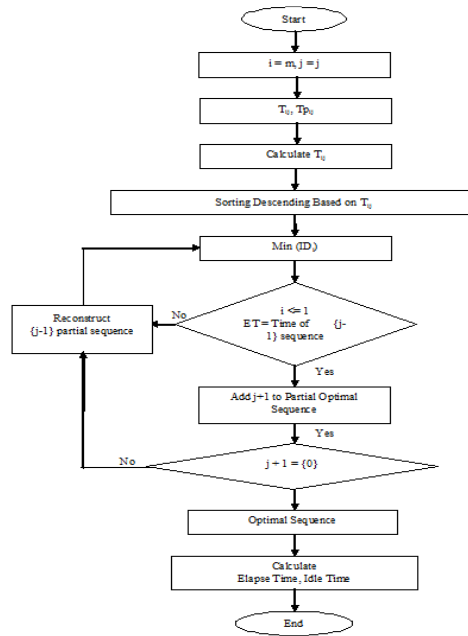 Start
i = m, j = j
Tij, Tpij
Calculate Tij
Sorting Descending Based on Tij
Min (IDi)
i <= 1
ET= Time of {j-
1} sequence
No
Reconstruct
{j-1} partial sequence
Yes
Add j+1 to Partial Optimal
Sequence
Yes
No
j + 1 = {0}
Optimal Sequence
Calculate
Elapse Time, Idle Time
End